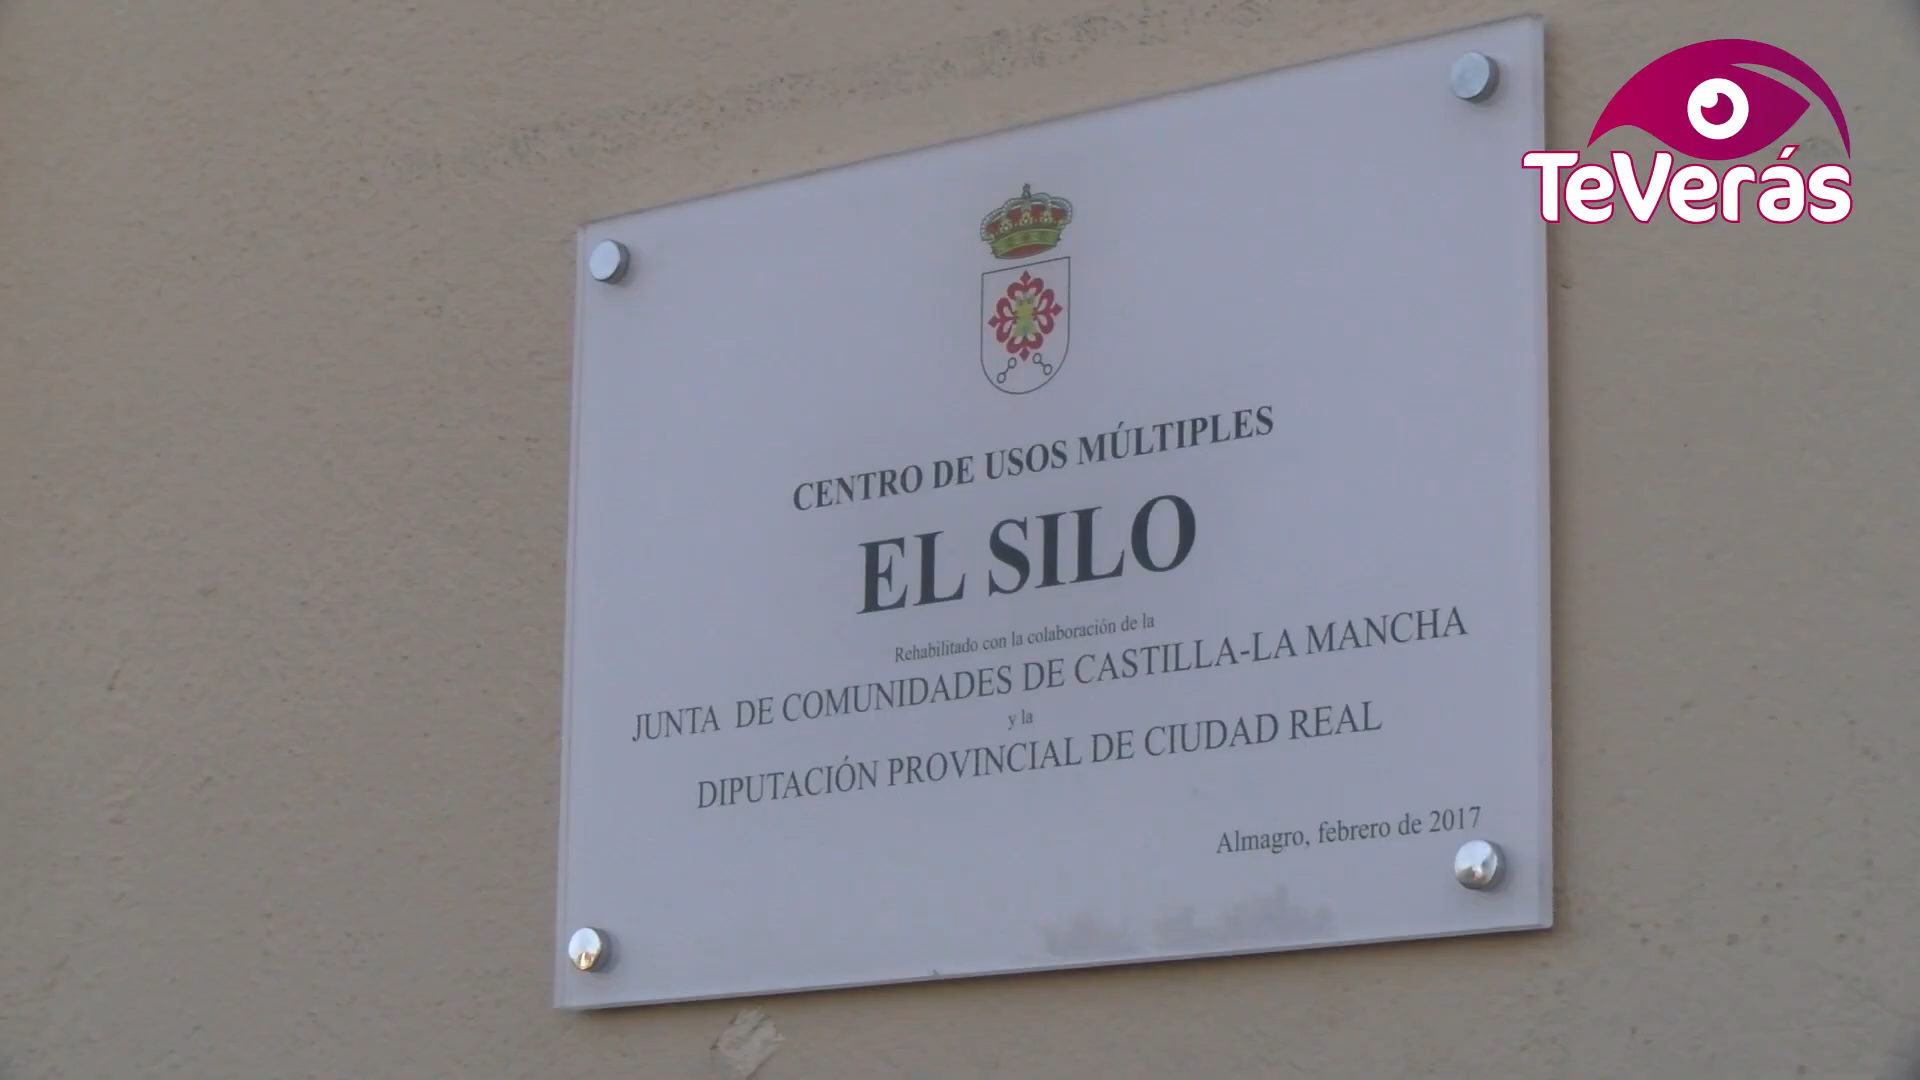 TeVerás
CENTRO DE USOS MÚLTIPLES
EL SILO
Rehabilitado con la colaboración de la
JUNTA DE COMUNIDADES DE CASTILLA-LA MANCHA
y la
DIPUTACIÓN PROVINCIAL DE CIUDAD REAL
Almagro, febrero de 2017